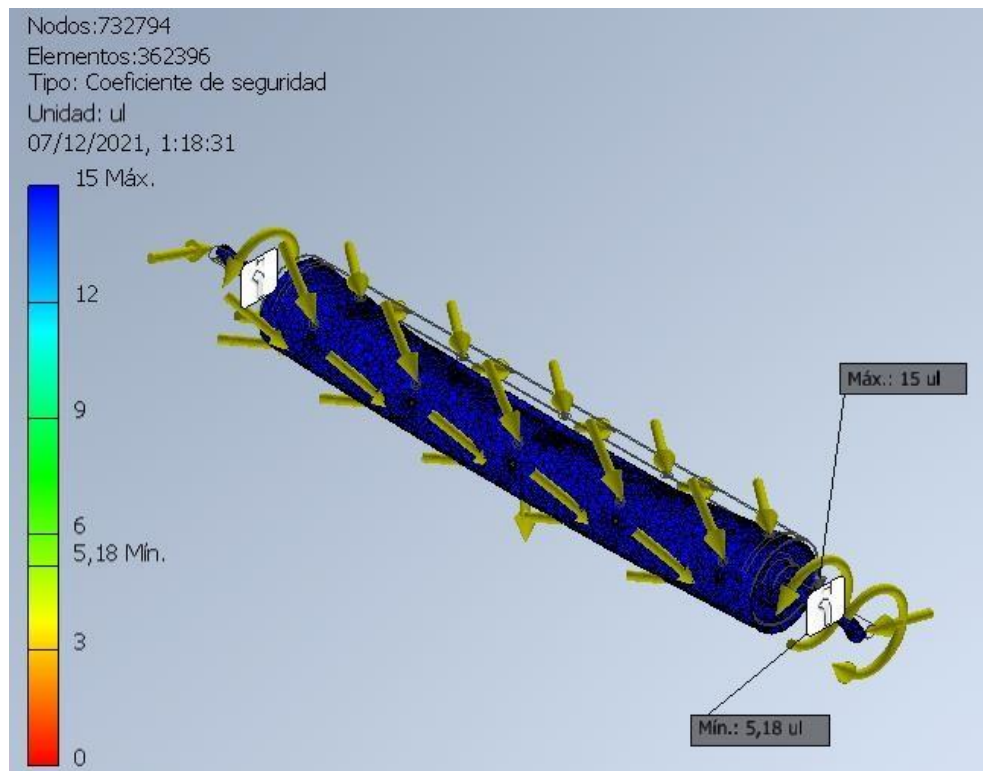 Nodos:732794
Elementos:362396
Tipo: Coeficiente de seguridad
Unidad: ul
07/12/2021, 1:18:31
15 Máx.
12
9
6
5,18 Mín.
3
0
Máx.: 15 ul
Mín.: 5,18 ul